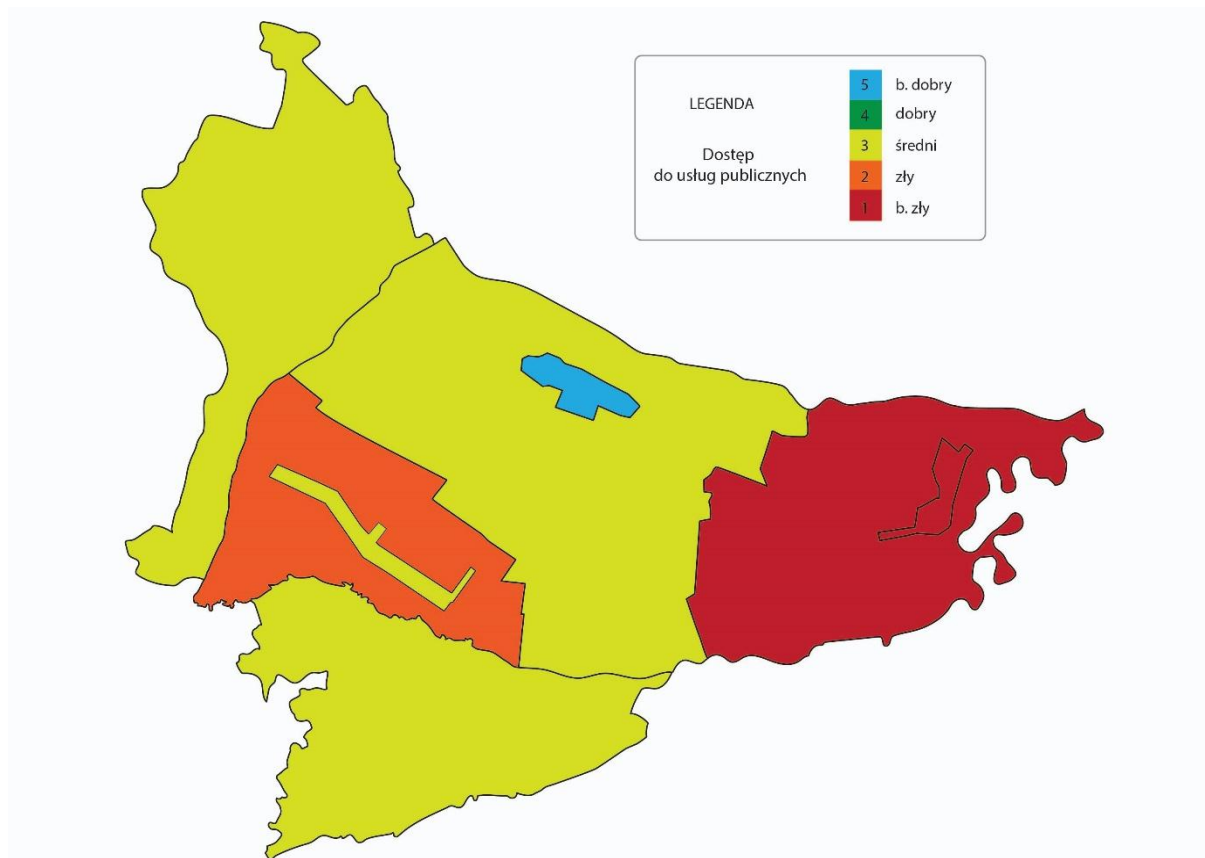 LEGENDA
Dostęp
do usług publicznych
5 b. dobry
4 dobry
3 średni
2 zły
1 b. zły